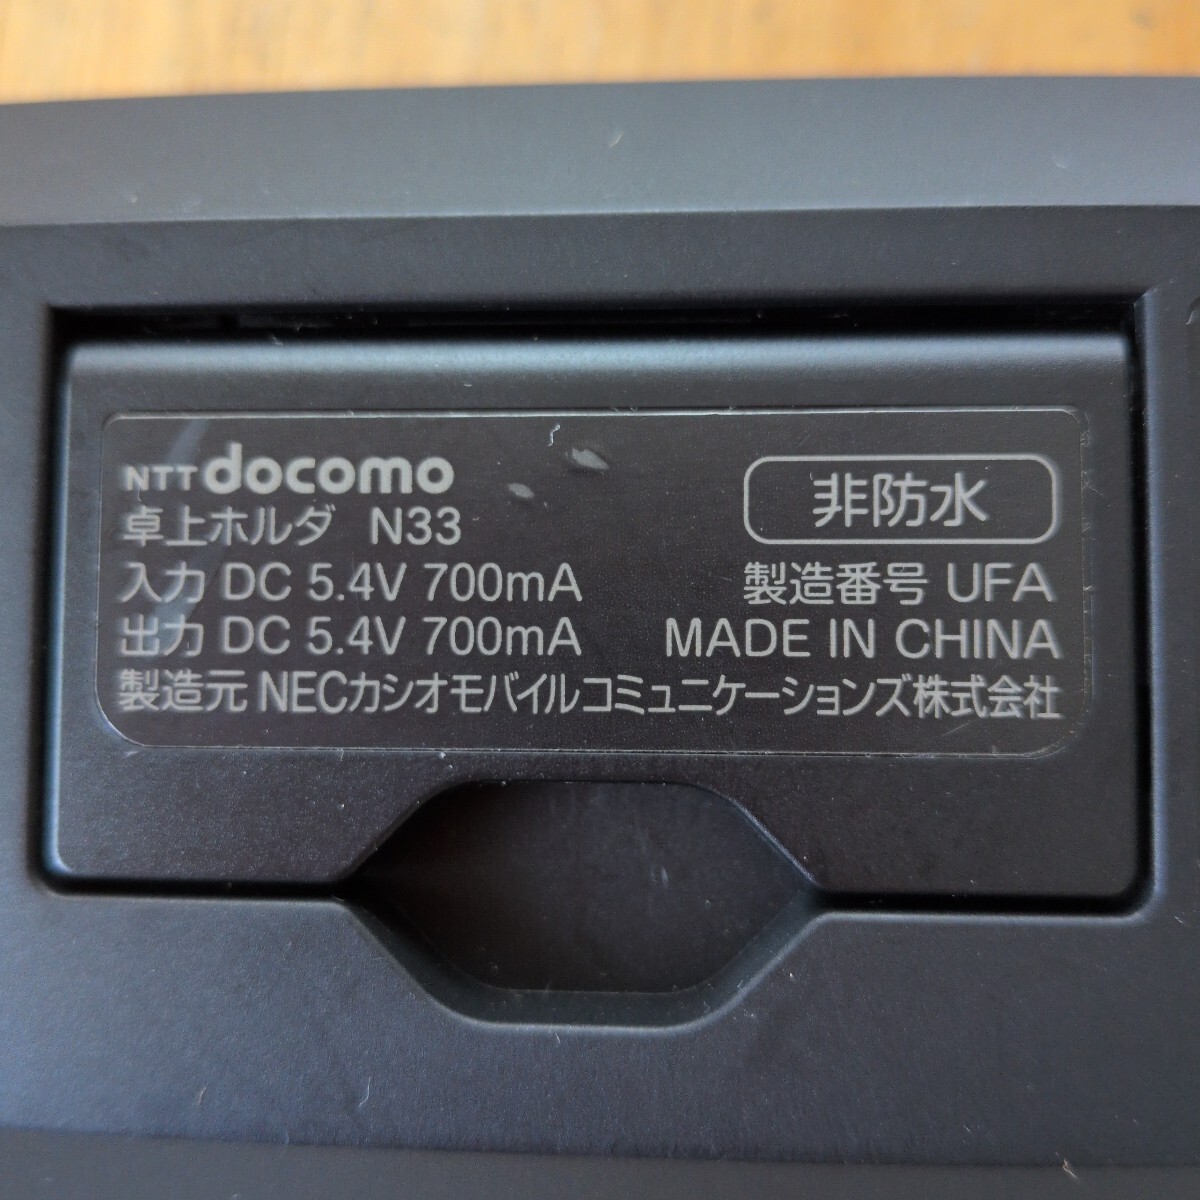 NTT docomo
卓上ホルダ N33
非防水
入力 DC 5.4V 700mA
製造番号 UFA
出力 DC 5.4V 700mA
MADE IN CHINA
製造元 NECカシオモバイルコミュニケーションズ株式会社